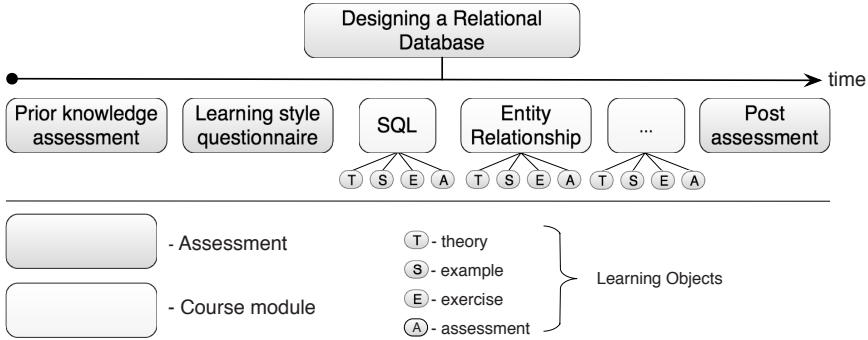 Designing a Relational
Database
time
Prior knowledge
assessment
Learning style
questionnaire
SQL
Entity
Relationship
...
Post
assessment
T S E A T S E A T S E A
- Assessment
- Course module
T - theory
S - example
E - exercise
A - assessment
Learning Objects